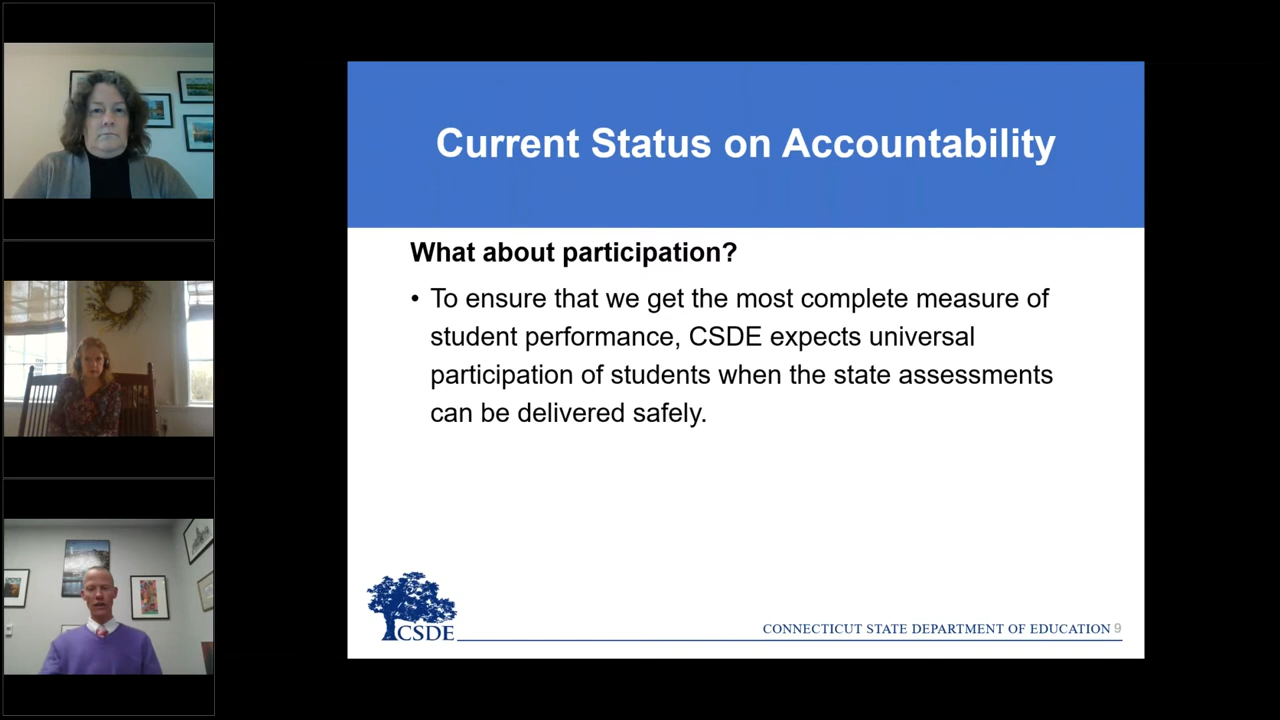 Current Status on Accountability
What about participation?
• To ensure that we get the most complete measure of
student performance, CSDE expects universal
participation of students when the state assessments
can be delivered safely.
CSDE
CONNECTICUT STATE DEPARTMENT OF EDUCATION 9